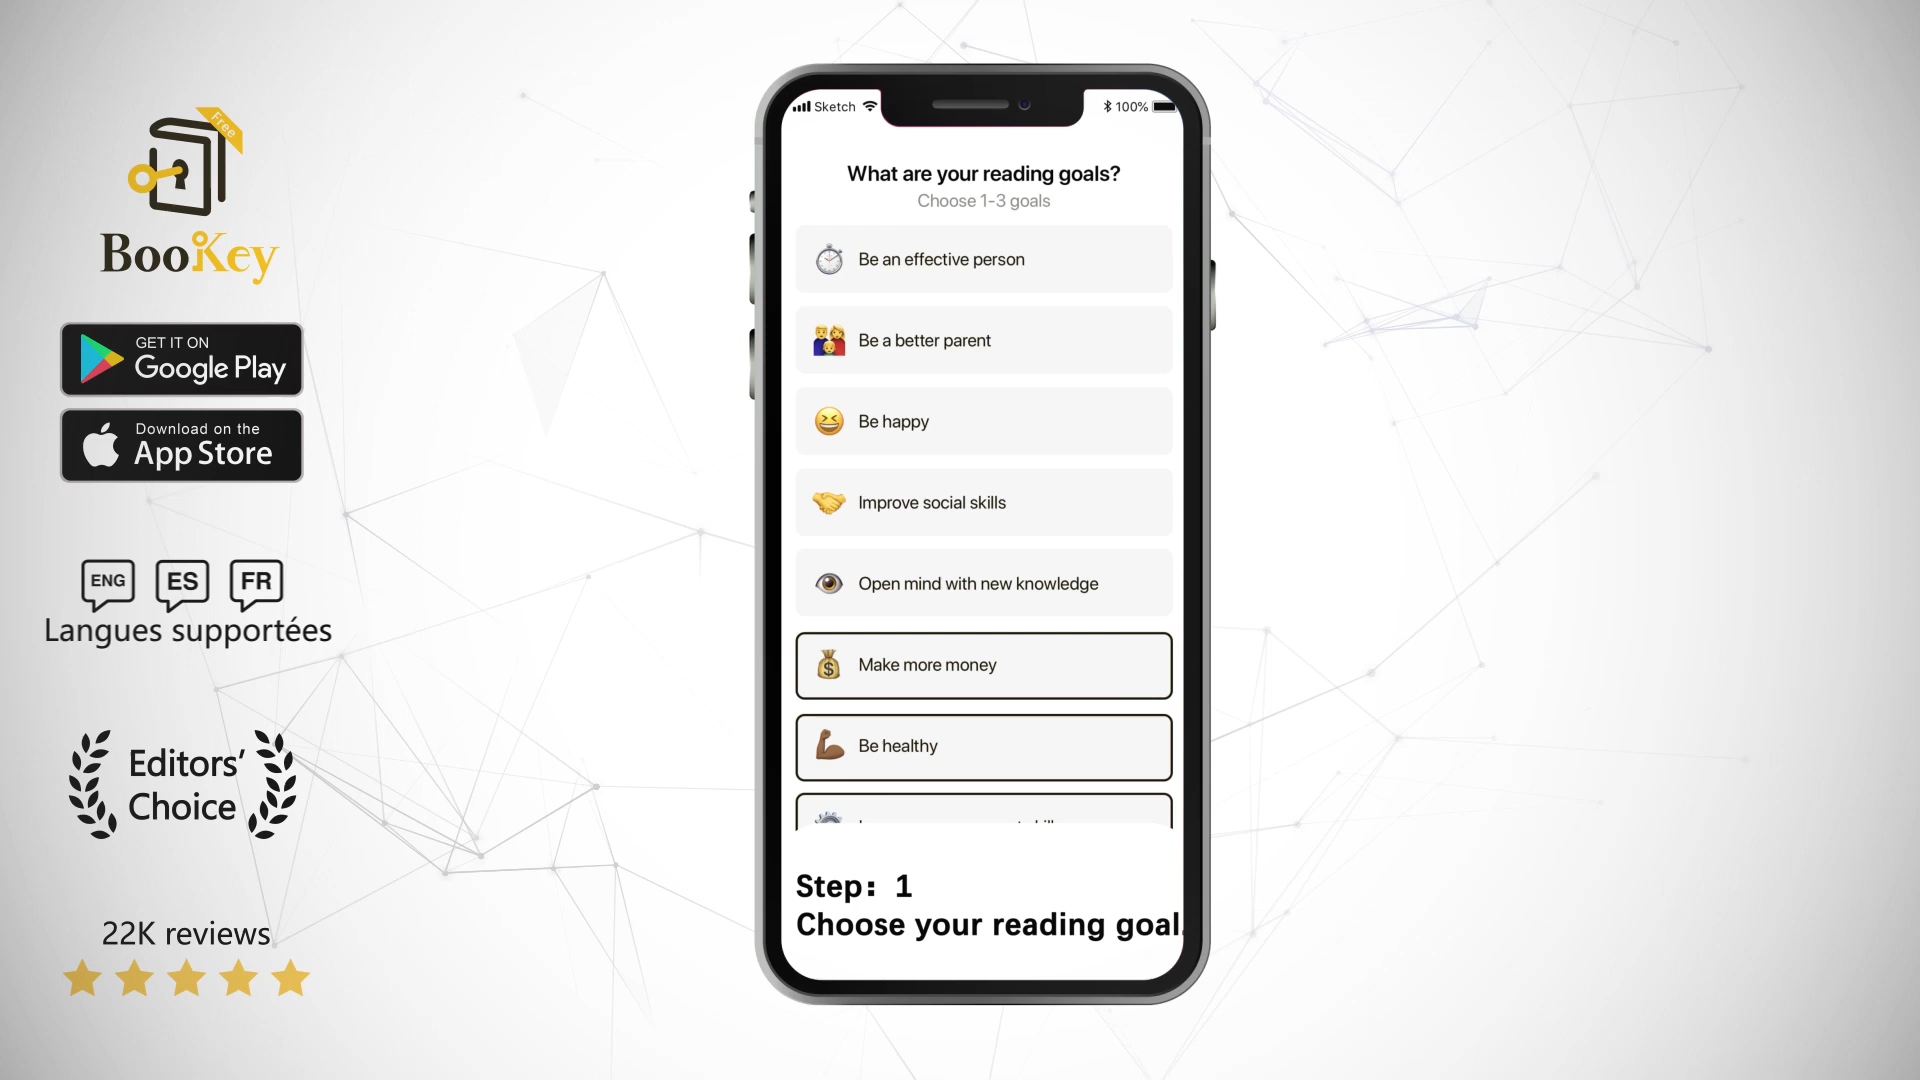 Free
BooKey
GET IT ON
Google Play
Download on the
App Store
ENG
ES
FR
Langues supportées
Editors’
Choice
22K reviews
Sketch
100%
What are your reading goals?
Choose 1-3 goals
Be an effective person
Be a better parent
Be happy
Improve social skills
Open mind with new knowledge
Make more money
Be healthy
Step: 1
Choose your reading goal.